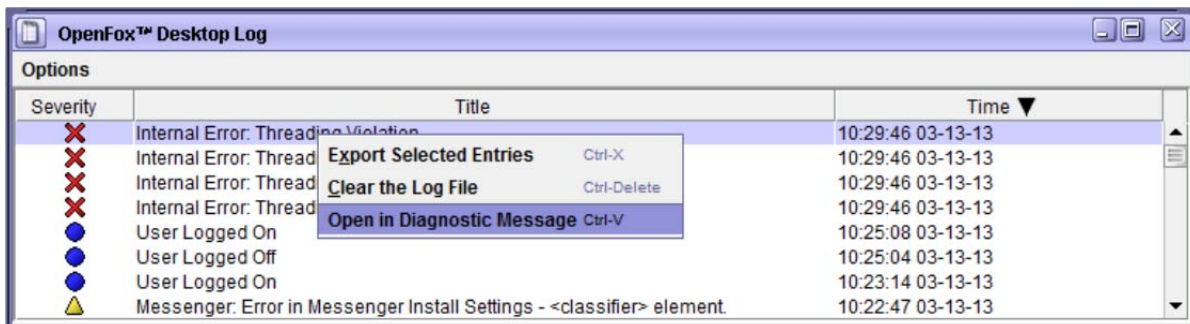 OpenFox™ Desktop Log
Options
Severity Title Time ▼
Internal Error: Threading Violation 10:29:46 03-13-13
Internal Error: Threadi 10:29:46 03-13-13
Internal Error: Threadi 10:29:46 03-13-13
Internal Error: Threadi 10:29:46 03-13-13
User Logged On 10:25:08 03-13-13
User Logged Off 10:25:04 03-13-13
User Logged On 10:23:14 03-13-13
Messenger: Error in Messenger Install Settings - <classifier> element. 10:22:47 03-13-13
Export Selected Entries Ctrl-X
Clear the Log File Ctrl-Delete
Open in Diagnostic Message Ctrl-V